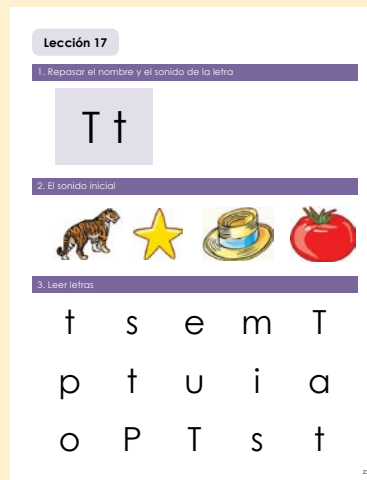 Lección 17
1. Repasar el nombre y el sonido de la letra
T t
2. El sonido inicial
3. Leer letras
t s e m T
p t u i a
o P T s t